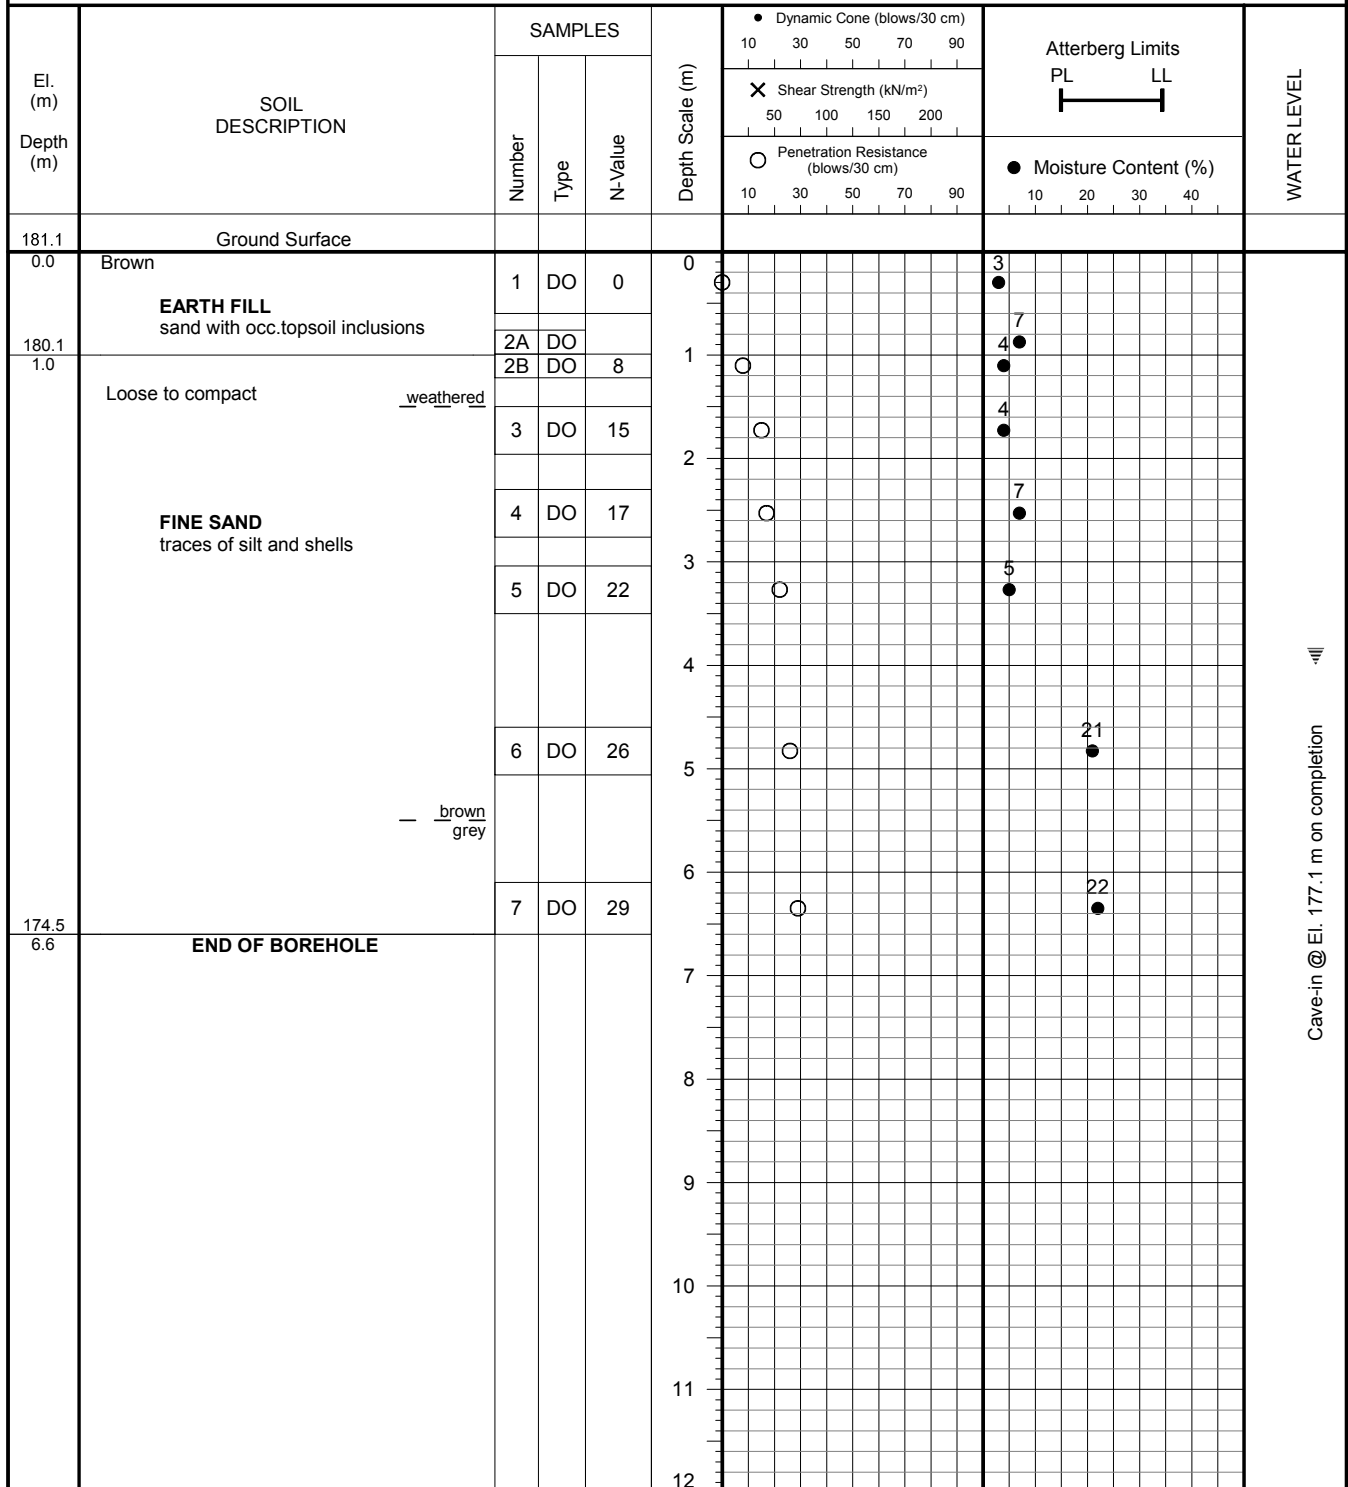 SAMPLES
El.
(m)
Depth
(m)
SOIL
DESCRIPTION
Number
Type
N-Value
Depth Scale (m)
Dynamic Cone (blows/30 cm)
10 30 50 70 90
Shear Strength (kN/m²)
50 100 150 200
Penetration Resistance
(blows/30 cm)
10 30 50 70 90
Atterberg Limits
PL LL
Moisture Content (%)
10 20 30 40
WATER LEVEL
181.1 Ground Surface
0.0 Brown
EARTH FILL
sand with occ.topsoil inclusions
1 DO 0
0
3
180.1
2A DO
7
1.0
2B DO 8
1
4
Loose to compact
weathered
3 DO 15
4
2
FINE SAND
traces of silt and shells
4 DO 17
7
3
5 DO 22
5
4
6 DO 26
21
5
brown
grey
6
7 DO 29
22
174.5
6.6 END OF BOREHOLE
7
8
9
10
11
12
Cave-in @ El. 177.1 m on completion